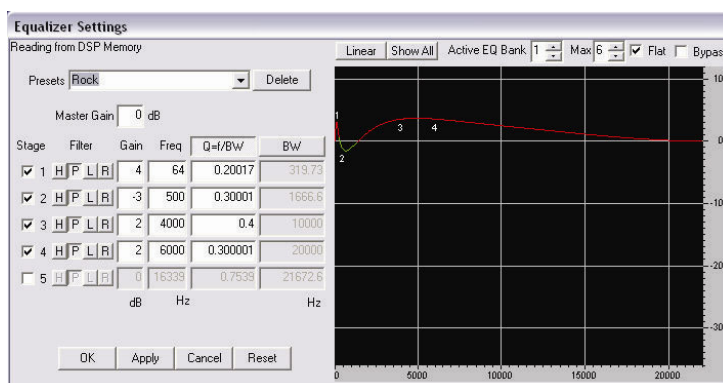 Equalizer Settings
Reading from DSP Memory
Linear Show All Active EQ Bank 1 Max 6 Flat Bypas
Presets Rock Delete
Master Gain 0 dB
Stage Filter Gain Freq Q=f/BW BW
1 H P L R 4 64 0.20017 319.73
2 H P L R -3 500 0.30001 1666.6
3 H P L R 2 4000 0.4 10000
4 H P L R 2 6000 0.300001 20000
5 H P L R 0 16339 0.7539 21672.6
dB Hz Hz
OK Apply Cancel Reset
1
2
3 4
10
0
-10
-20
-30
0 5000 10000 15000 20000